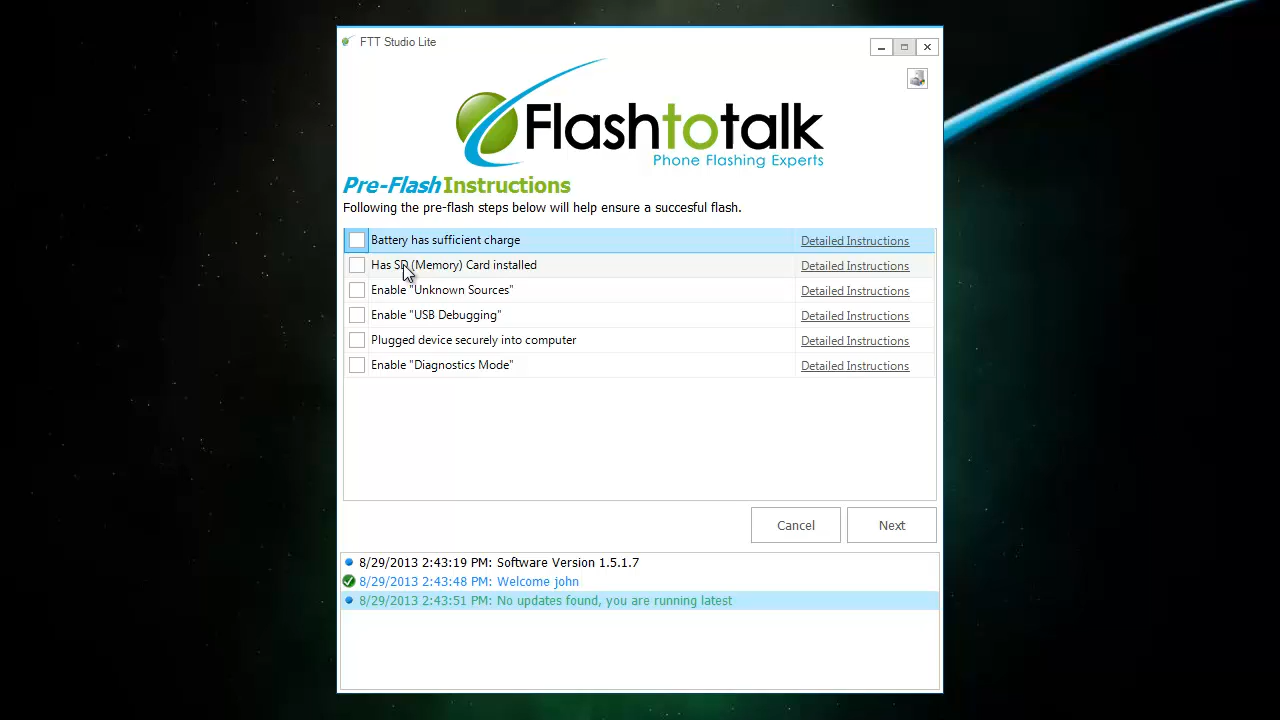 FTT Studio Lite
Flashtotalk
Phone Flashing Experts
Pre-Flash Instructions
Following the pre-flash steps below will help ensure a succesful flash.
Battery has sufficient charge Detailed Instructions
Has SD (Memory) Card installed Detailed Instructions
Enable "Unknown Sources" Detailed Instructions
Enable "USB Debugging" Detailed Instructions
Plugged device securely into computer Detailed Instructions
Enable "Diagnostics Mode" Detailed Instructions
Cancel Next
8/29/2013 2:43:19 PM: Software Version 1.5.1.7
8/29/2013 2:43:48 PM: Welcome john
8/29/2013 2:43:51 PM: No updates found, you are running latest